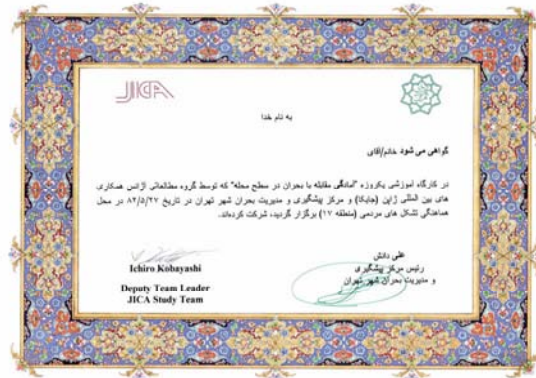 JICA
به نام خدا
گواهی می شود خانم/آقای
در کارگاه آموزشی یکروزه "آمادگی مقابله با بحران در سطح محله" که توسط گروه مطالعاتی آژانس همکاری
های بین المللی ژاپن (جایکا) و مرکز پیشگیری و مدیریت بحران شهر تهران در تاریخ ۸۲/۵/۲۷ در محل
هماهنگی تشکل های مردمی (منطقه ۱۷) برگزار گردید، شرکت کرده‌اند.
علی دانش
رئیس مرکز پیشگیری
و مدیریت بحران شهر تهران
Ichiro Kobayashi
Deputy Team Leader
JICA Study Team